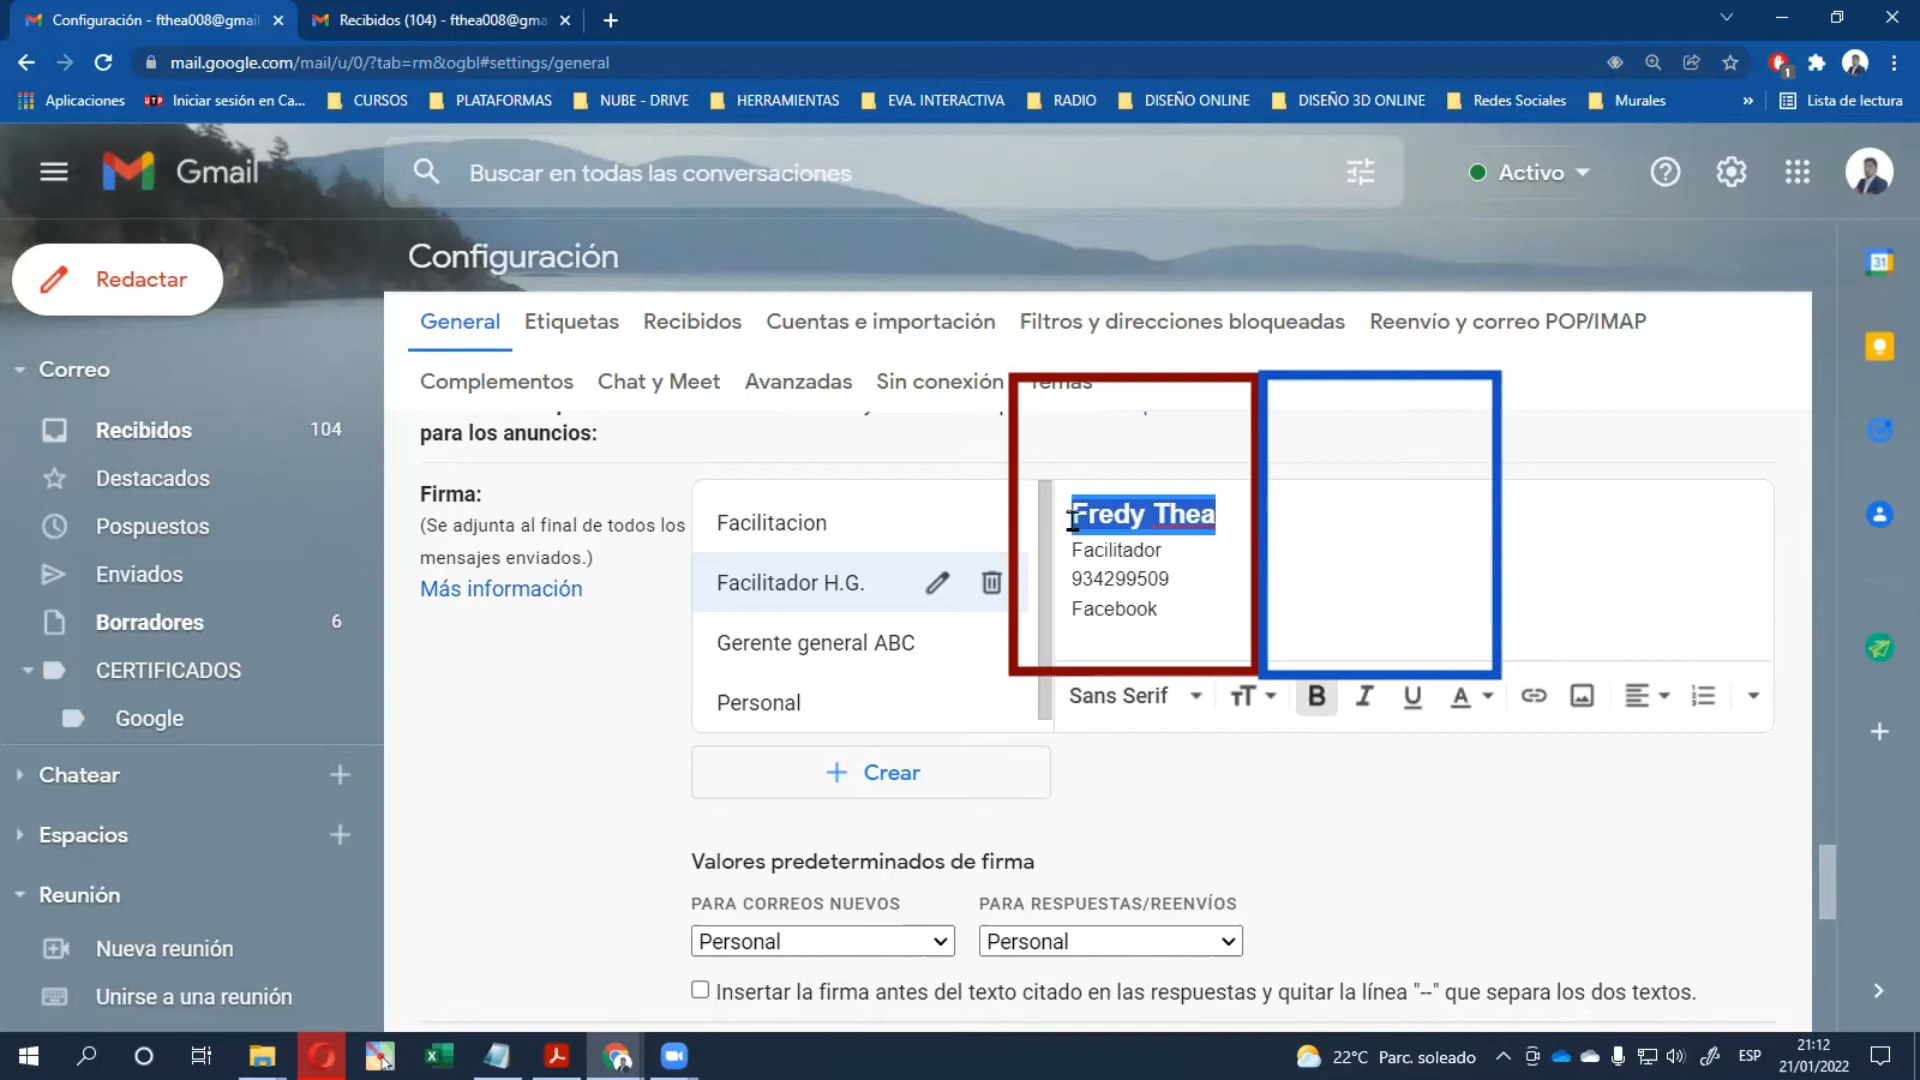 Configuración - fthea008@gmail
Recibidos (104) - fthea008@gma
mail.google.com/mail/u/0/?tab=rm&ogbl#settings/general
1
Aplicaciones
UTP Iniciar sesión en Ca...
CURSOS
PLATAFORMAS
NUBE - DRIVE
HERRAMIENTAS
EVA. INTERACTIVA
RADIO
DISEÑO ONLINE
DISEÑO 3D ONLINE
Redes Sociales
Murales
»
Lista de lectura
Gmail
Buscar en todas las conversaciones
Activo
Redactar
Configuración
31
General Etiquetas Recibidos Cuentas e importación Filtros y direcciones bloqueadas Reenvío y correo POP/IMAP
Complementos Chat y Meet Avanzadas Sin conexión Temas
Correo
Recibidos 104
Destacados
Pospuestos
Enviados
Borradores 6
CERTIFICADOS
Google
Chatear
Espacios
Reunión
Nueva reunión
Unirse a una reunión
para los anuncios:
Firma:
(Se adjunta al final de todos los
mensajes enviados.)
Más información
Facilitacion
Facilitador H.G.
Gerente general ABC
Personal
Fredy Thea
Facilitador
934299509
Facebook
Sans Serif
B I U A
Crear
Valores predeterminados de firma
PARA CORREOS NUEVOS
PARA RESPUESTAS/REENVÍOS
Personal
Personal
Insertar la firma antes del texto citado en las respuestas y quitar la línea "--" que separa los dos textos.
22°C Parc. soleado
ESP
21:12
21/01/2022